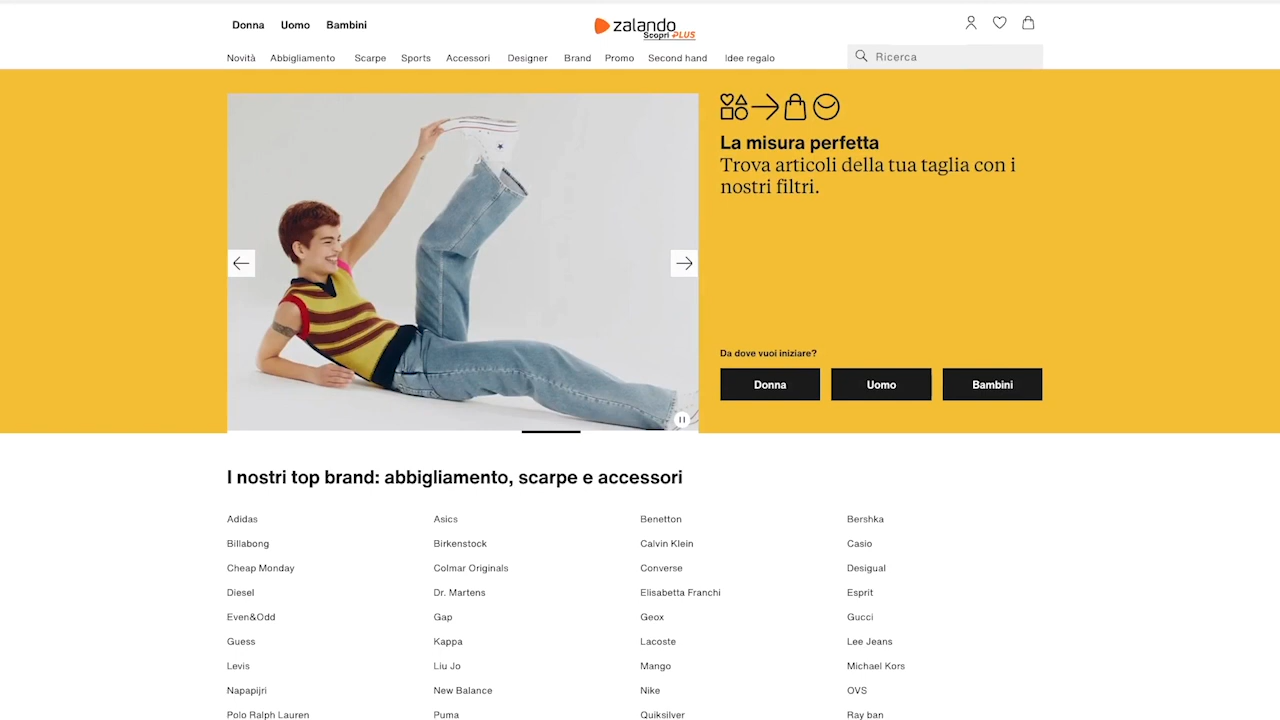 Donna Uomo Bambini
zalando
Scopri PLUS
Novità Abbigliamento Scarpe Sports Accessori Designer Brand Promo Second hand Idee regalo
Ricerca
La misura perfetta
Trova articoli della tua taglia con i
nostri filtri.
Da dove vuoi iniziare?
Donna Uomo Bambini
I nostri top brand: abbigliamento, scarpe e accessori
Adidas Asics Benetton Bershka
Billabong Birkenstock Calvin Klein Casio
Cheap Monday Colmar Originals Converse Desigual
Diesel Dr. Martens Elisabetta Franchi Esprit
Even&Odd Gap Geox Gucci
Guess Kappa Lacoste Lee Jeans
Levis Liu Jo Mango Michael Kors
Napapijri New Balance Nike OVS
Polo Ralph Lauren Puma Quiksilver Ray ban